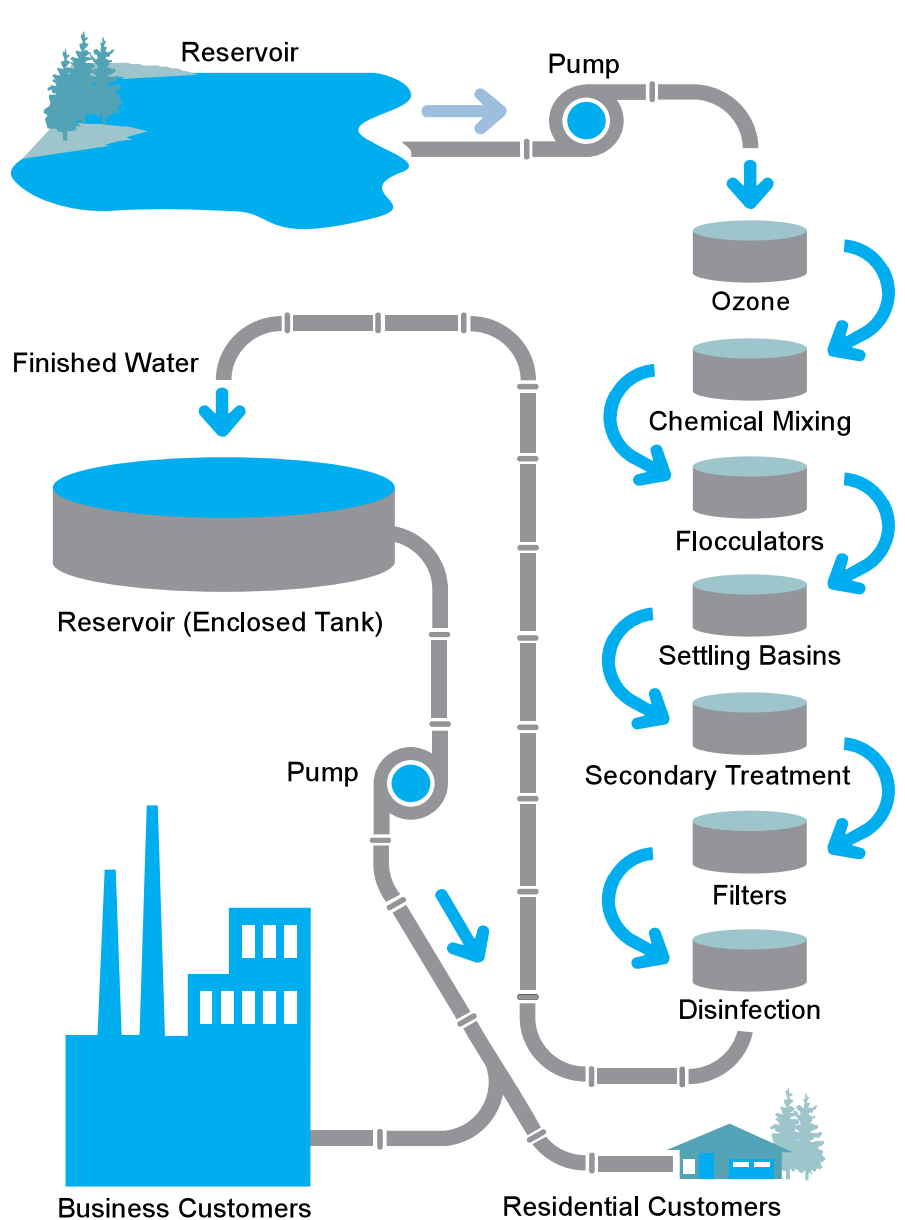 Reservoir
Pump
Ozone
Chemical Mixing
Flocculators
Settling Basins
Secondary Treatment
Filters
Disinfection
Finished Water
Reservoir (Enclosed Tank)
Pump
Business Customers
Residential Customers